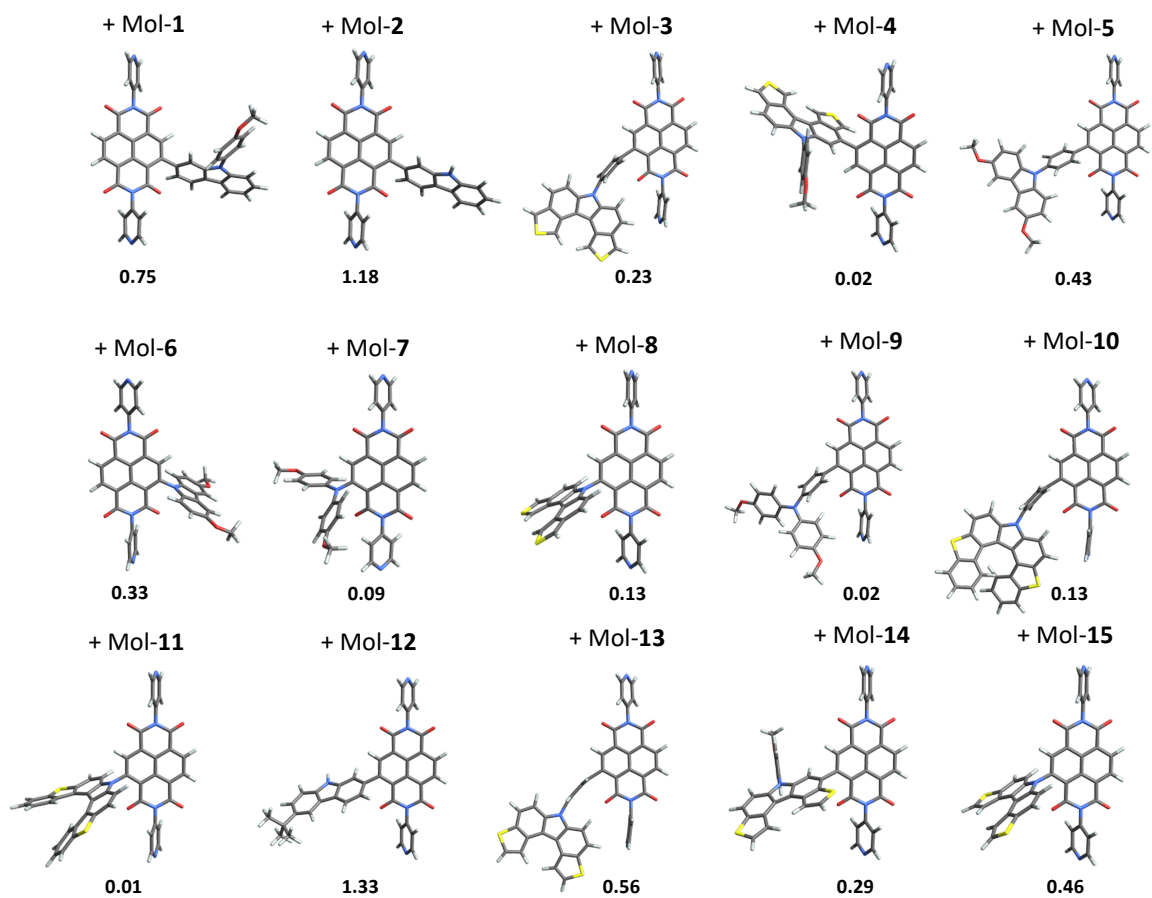 + Mol-1
+ Mol-2
+ Mol-3
+ Mol-4
+ Mol-5
0.75
1.18
0.23
0.02
0.43
+ Mol-6
+ Mol-7
+ Mol-8
+ Mol-9
+ Mol-10
0.33
0.09
0.13
0.02
0.13
+ Mol-11
+ Mol-12
+ Mol-13
+ Mol-14
+ Mol-15
0.01
1.33
0.56
0.29
0.46